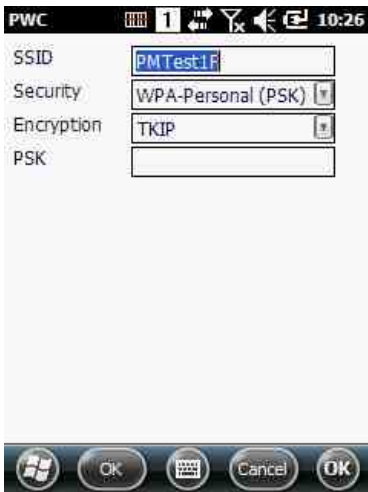 PWC 1 10:26
SSID PMTest1F
Security WPA-Personal (PSK)
Encryption TKIP
PSK
OK Cancel OK